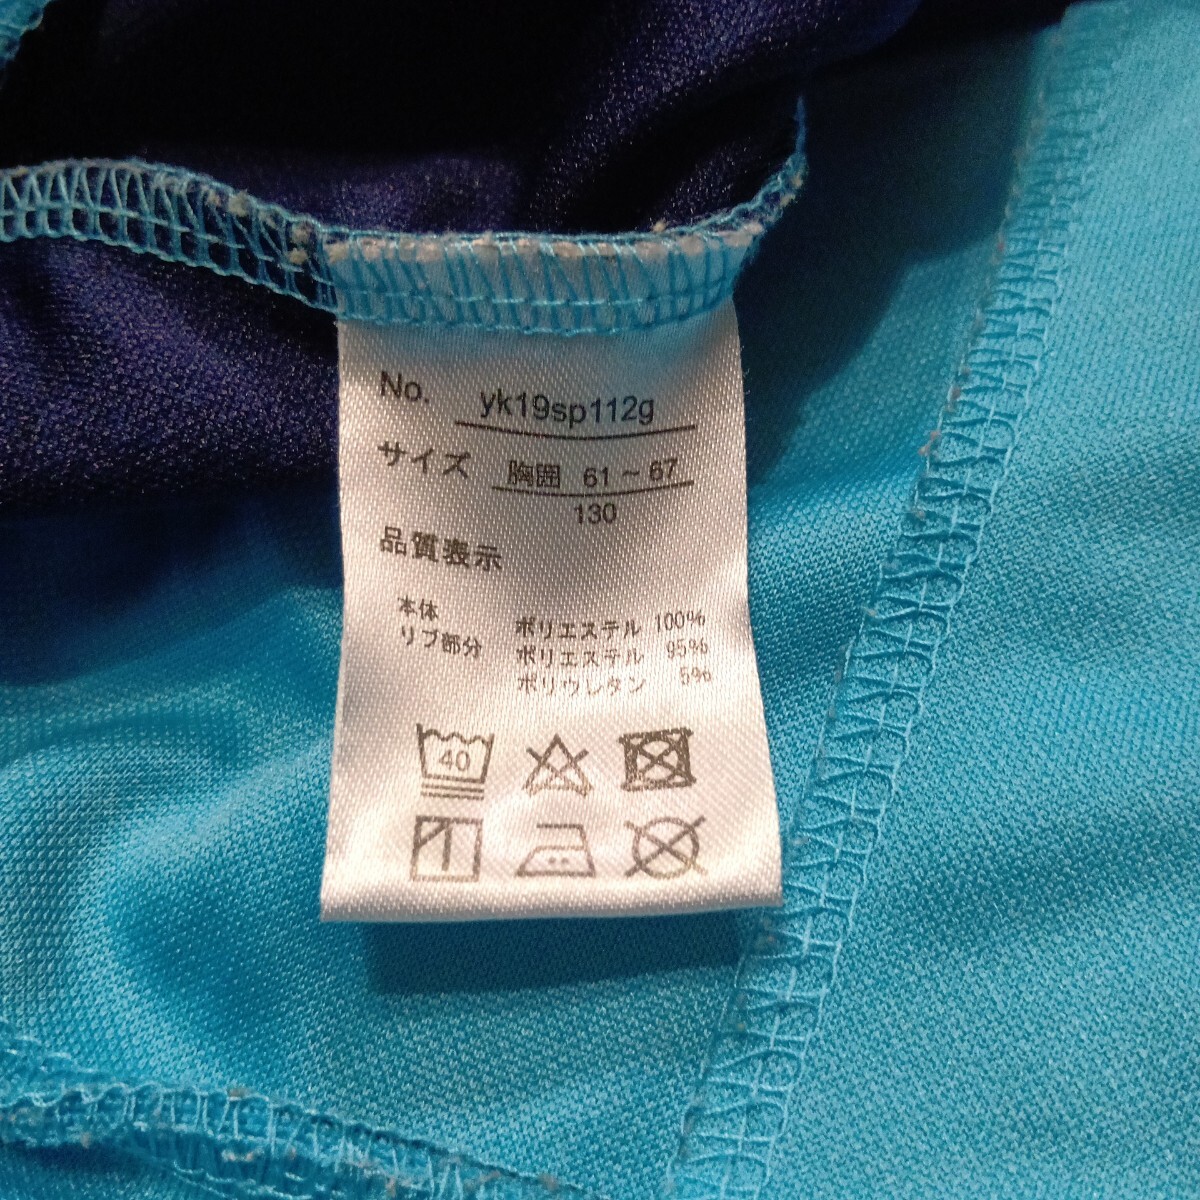 No. yk19sp112g
サイズ 胸囲 61～67
130
品質表示
本体 ポリエステル 100%
リブ部分 ポリエステル 95%
ポリウレタン 5%
40